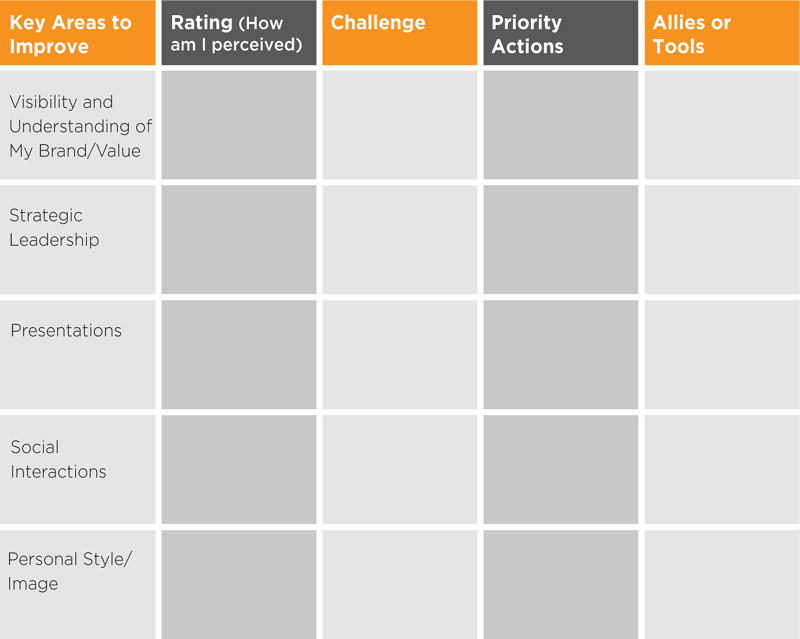 Key Areas to
Improve
Rating (How
am I perceived)
Challenge
Priority
Actions
Allies or
Tools
Visibility and
Understanding of
My Brand/Value
Strategic
Leadership
Presentations
Social
Interactions
Personal Style/
Image